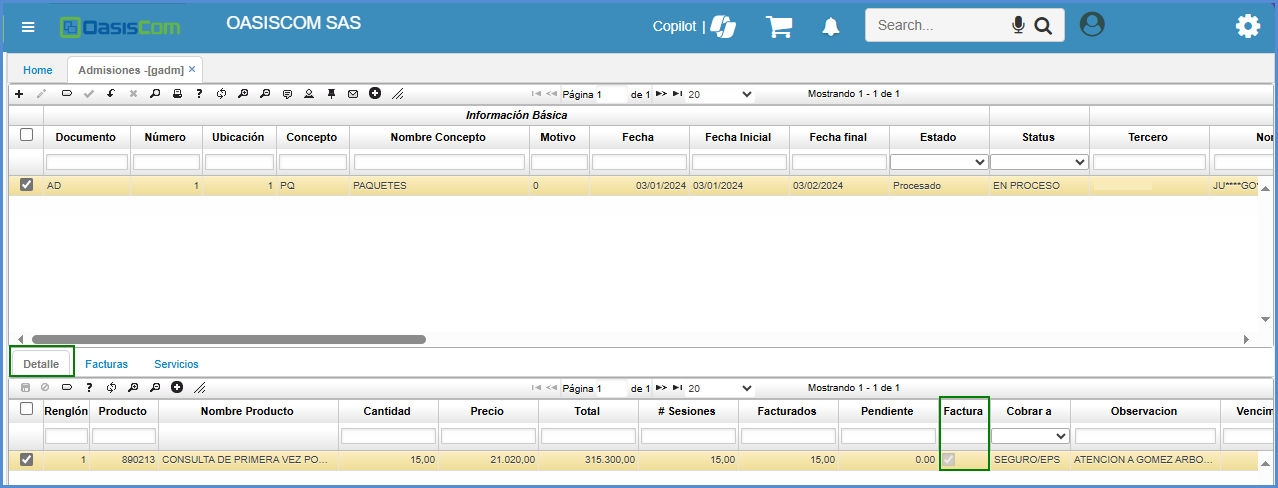 OasisCom
OASISCOM SAS
Copilot |
Search...
Home
Admisiones -[gadm] ×
Página 1 de 1 20 Mostrando 1 - 1 de 1
Información Básica
Documento Número Ubicación Concepto Nombre Concepto Motivo Fecha Fecha Inicial Fecha final Estado Status Tercero Nor
AD 1 1 PQ PAQUETES 0 03/01/2024 03/01/2024 03/02/2024 Procesado EN PROCESO JU****GO*
Detalle Facturas Servicios
Página 1 de 1 20 Mostrando 1 - 1 de 1
Renglón Producto Nombre Producto Cantidad Precio Total # Sesiones Facturados Pendiente Factura Cobrar a Observacion Vencim
1 890213 CONSULTA DE PRIMERA VEZ PO... 15,00 21.020,00 315.300,00 15,00 15,00 0.00 SEGURO/EPS ATENCION A GOMEZ ARBO...